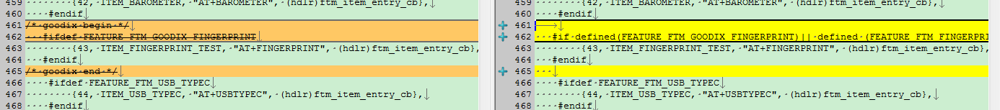 459 {42, ITEM_BAROMETER, "AT+BAROMETER", (hdlr)ftm_item_entry_cb},
460 #endif
461 /* goodix begin */
462 #ifdef FEATURE_FTM_GOODIX_FINGERPRINT
463 {43, ITEM_FINGERPRINT_TEST, "AT+FINGERPRINT", (hdlr)ftm_item_entry_cb},
464 #endif
465 /* goodix end */
466 #ifdef FEATURE_FTM_USB_TYPEC
467 {44, ITEM_USB_TYPEC, "AT+USBTYPEC", (hdlr)ftm_item_entry_cb},
468 #endif
459 {42, ITEM_BAROMETER, "AT+BAROMETER", (hdlr)ftm_item_entry_cb},
460 #endif
461
462 #if defined(FEATURE_FTM_GOODIX_FINGERPRINT)|| defined (FEATURE_FTM_FINGERPRI
463 {43, ITEM_FINGERPRINT_TEST, "AT+FINGERPRINT", (hdlr)ftm_item_entry_cb},
464 #endif
465
466 #ifdef FEATURE_FTM_USB_TYPEC
467 {44, ITEM_USB_TYPEC, "AT+USBTYPEC", (hdlr)ftm_item_entry_cb},
468 #endif